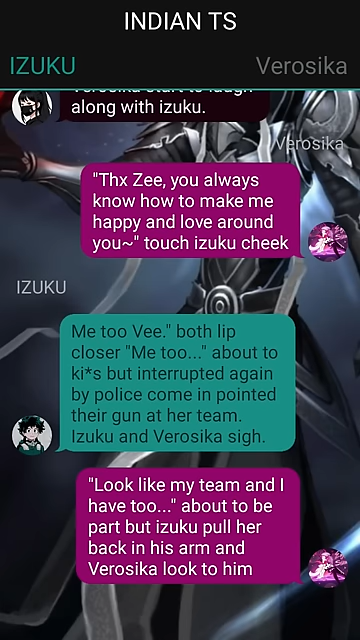 INDIAN TS
IZUKU Verosika
Verosika start to laugh
along with izuku.
Verosika
"Thx Zee, you always
know how to make me
happy and love around
you~" touch izuku cheek
IZUKU
Me too Vee." both lip
closer "Me too..." about to
ki*s but interrupted again
by police come in pointed
their gun at her team.
Izuku and Verosika sigh.
"Look like my team and I
have too..." about to be
part but izuku pull her
back in his arm and
Verosika look to him